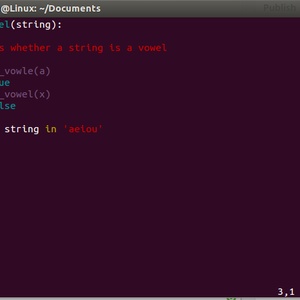 @Linux: ~/Documents
el(string):
s whether a string is a vowel
_vowle(a)
ue
_vowel(x)
lse
string in 'aeiou'
3,1